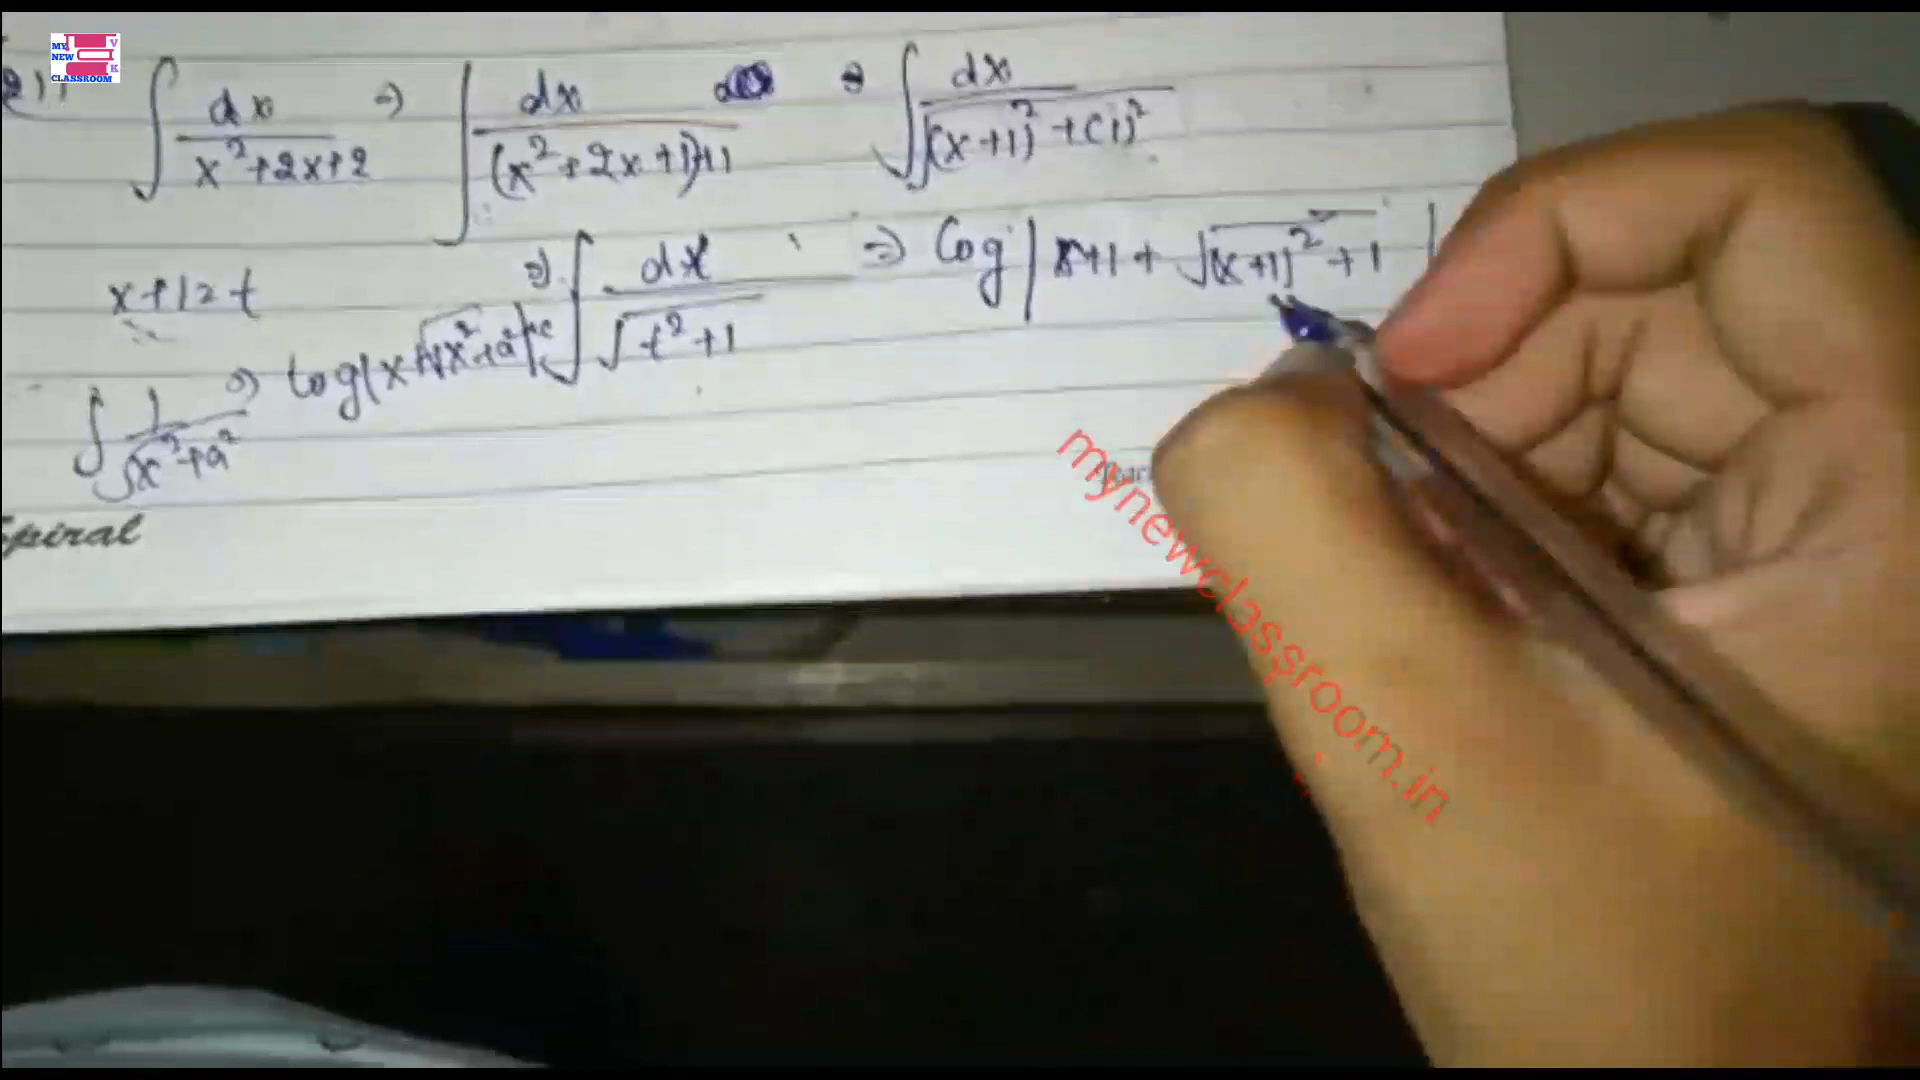 MY NEW CLASSROOM V K
∫ dx / x²+2x+2 ⇒ ∫ dx / (x²+2x+1)+1 ⇒ ∫ dx / √(x+1)²+(1)²
x+1=t ⇒ ∫ dx / √t²+1 ⇒ log |x+1+√(x+1)²+1|
∫ 1 / √x²+a² ⇒ log|x+√x²+a²|+c
Spiral
mynewclassroom.in